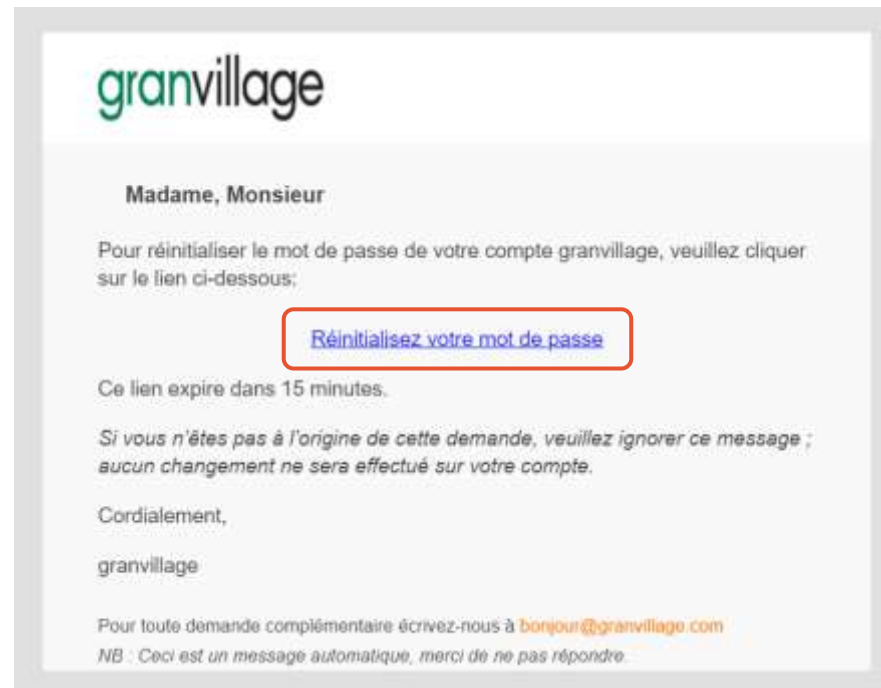 granvillage
Madame, Monsieur
Pour réinitialiser le mot de passe de votre compte granvillage, veuillez cliquer
sur le lien ci-dessous:
Réinitialisez votre mot de passe
Ce lien expire dans 15 minutes.
Si vous n'êtes pas à l'origine de cette demande, veuillez ignorer ce message ;
aucun changement ne sera effectué sur votre compte.
Cordialement,
granvillage
Pour toute demande complémentaire écrivez-nous à bonjour@granvillage.com
NB : Ceci est un message automatique, merci de ne pas répondre.